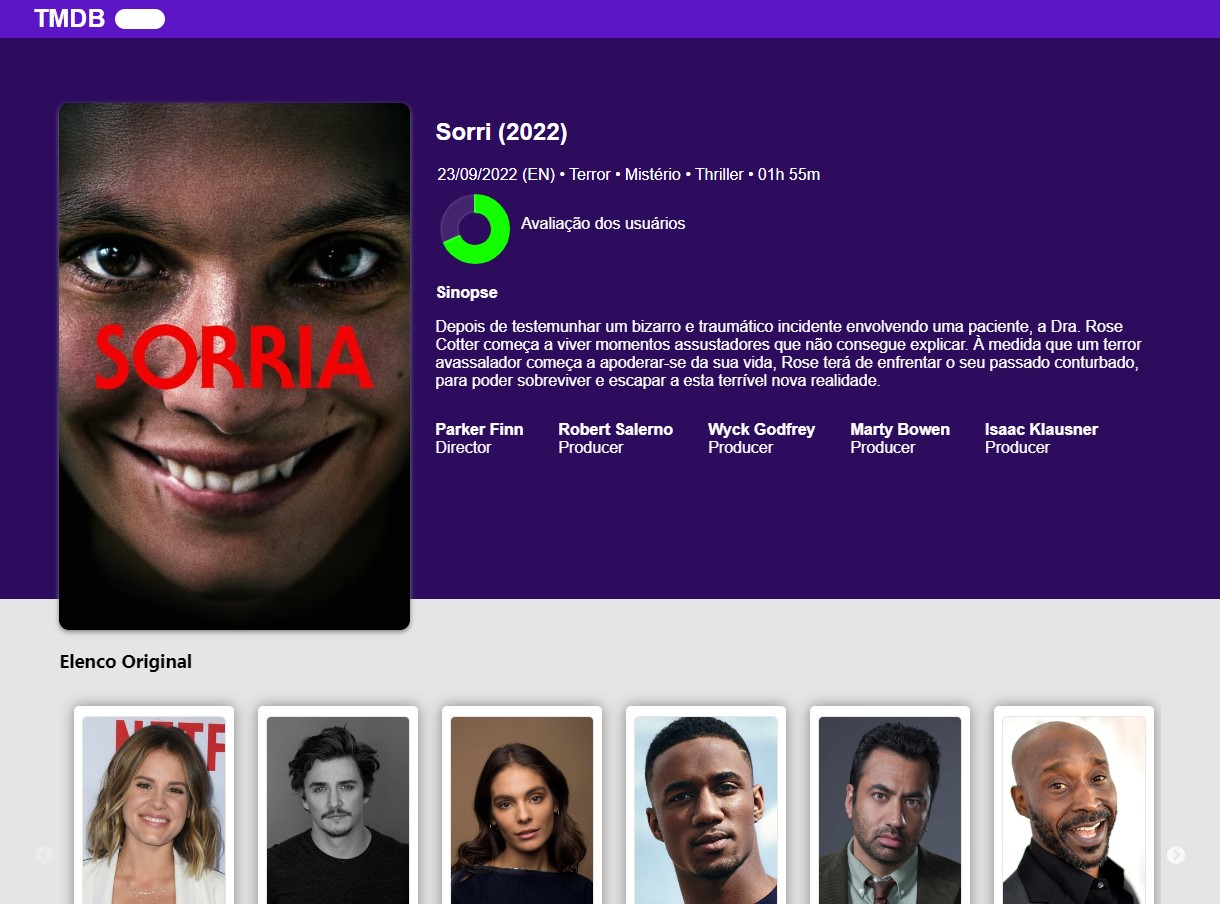 TMDB
Sorri (2022)
23/09/2022 (EN) • Terror • Mistério • Thriller • 01h 55m
Avaliação dos usuários
Sinopse
Depois de testemunhar um bizarro e traumático incidente envolvendo uma paciente, a Dra. Rose
Cotter começa a viver momentos assustadores que não consegue explicar. À medida que um terror
avassalador começa a apoderar-se da sua vida, Rose terá de enfrentar o seu passado conturbado,
para poder sobreviver e escapar a esta terrível nova realidade.
SORRIA
Parker Finn Robert Salerno Wyck Godfrey Marty Bowen Isaac Klausner
Director Producer Producer Producer Producer
Elenco Original
NETF